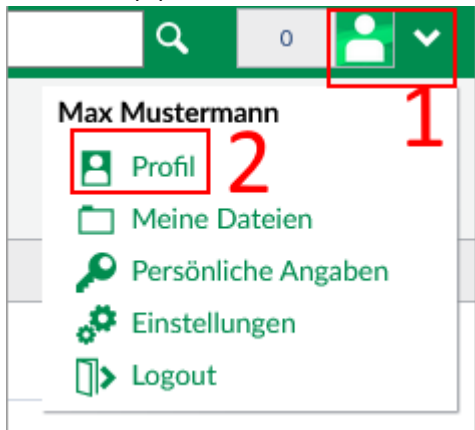 0
1
Max Mustermann
Profil 2
Meine Dateien
Persönliche Angaben
Einstellungen
Logout